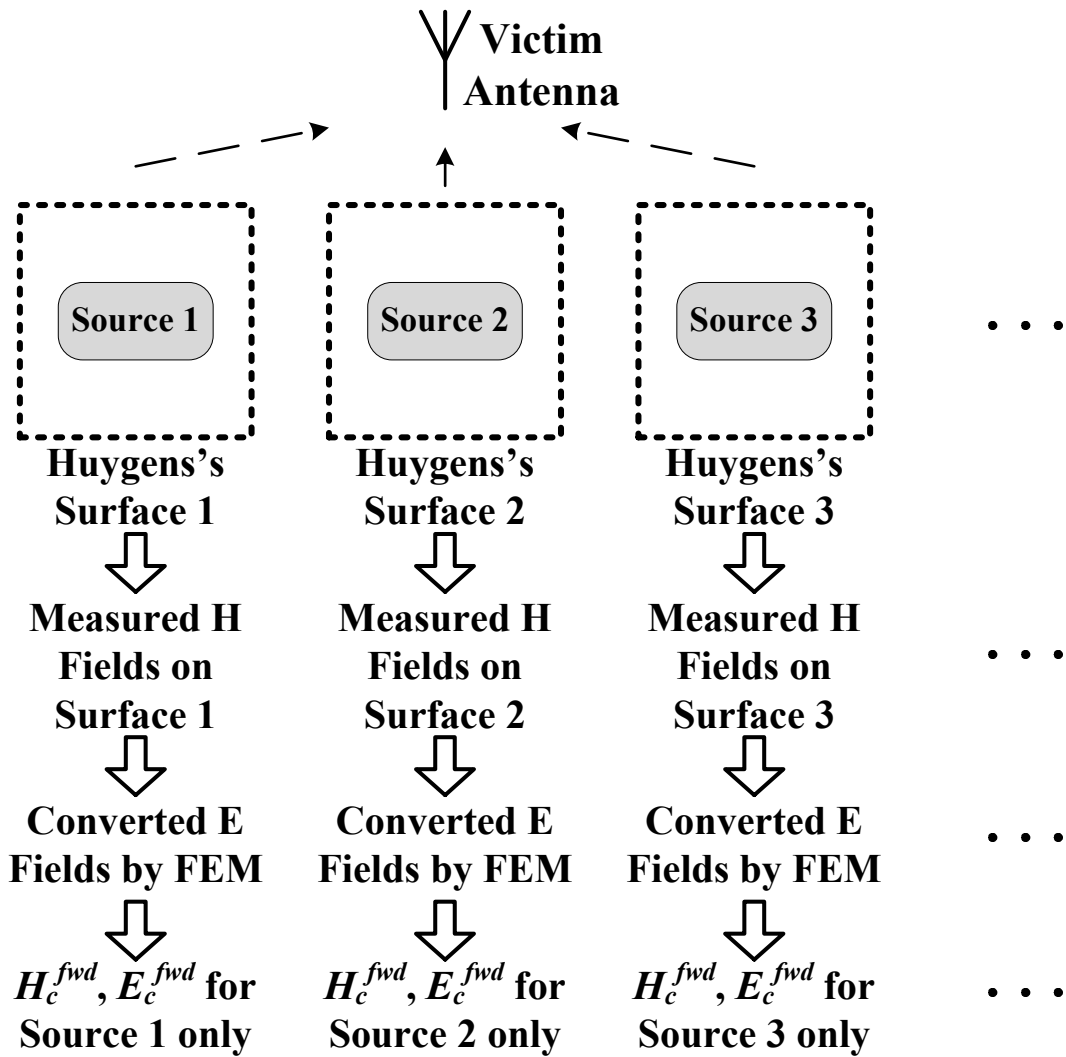 Victim
Antenna
Source 1
Source 2
Source 3
. . .
Huygens's
Surface 1
Huygens's
Surface 2
Huygens's
Surface 3
Measured H
Fields on
Surface 1
Measured H
Fields on
Surface 2
Measured H
Fields on
Surface 3
. . .
Converted E
Fields by FEM
Converted E
Fields by FEM
Converted E
Fields by FEM
. . .
H_c^{fwd}, E_c^{fwd} for
Source 1 only
H_c^{fwd}, E_c^{fwd} for
Source 2 only
H_c^{fwd}, E_c^{fwd} for
Source 3 only
. . .